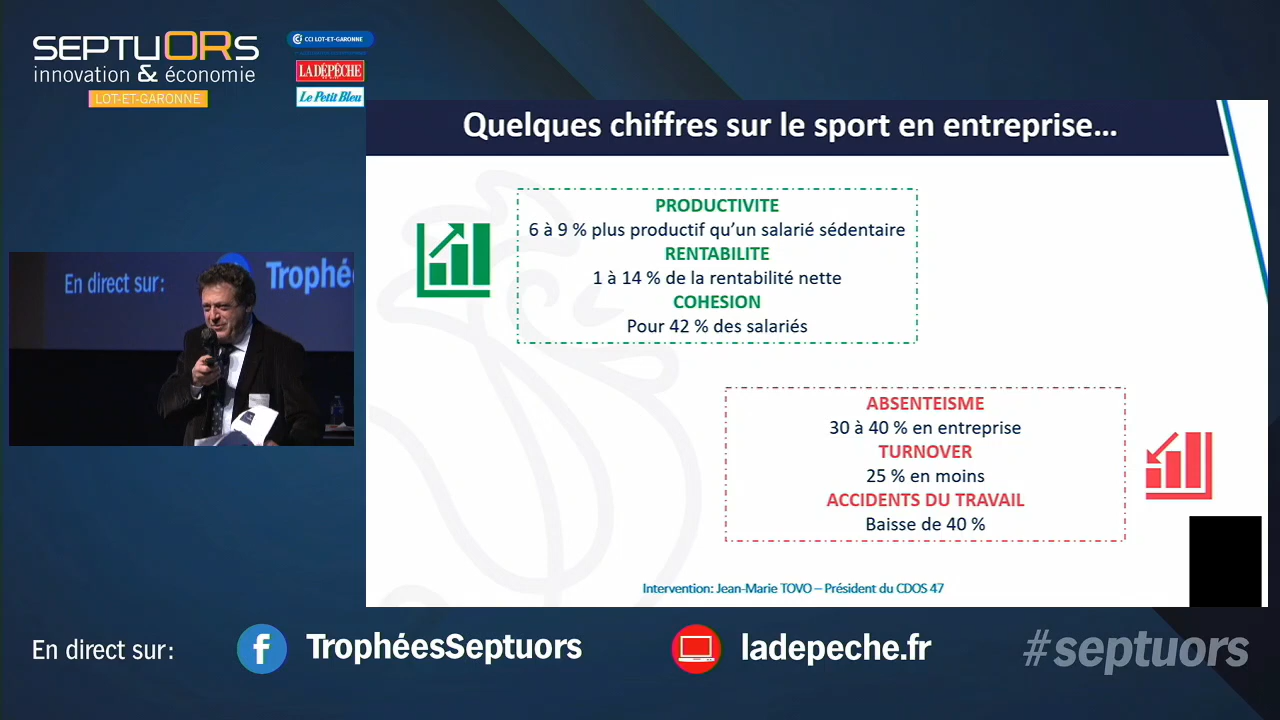 SEPTUORS
innovation & économie
LOT-ET-GARONNE
CCI LOT-ET-GARONNE
LA DÉPÊCHE
Le Petit Bleu
Quelques chiffres sur le sport en entreprise...
PRODUCTIVITE
6 à 9 % plus productif qu'un salarié sédentaire
RENTABILITE
1 à 14 % de la rentabilité nette
COHESION
Pour 42 % des salariés
En direct sur :
Trophé
ABSENTEISME
30 à 40 % en entreprise
TURNOVER
25 % en moins
ACCIDENTS DU TRAVAIL
Baisse de 40 %
Intervention: Jean-Marie TOVO – Président du CDOS 47
En direct sur :
TrophéesSeptuors
ladepeche.fr
#septuors